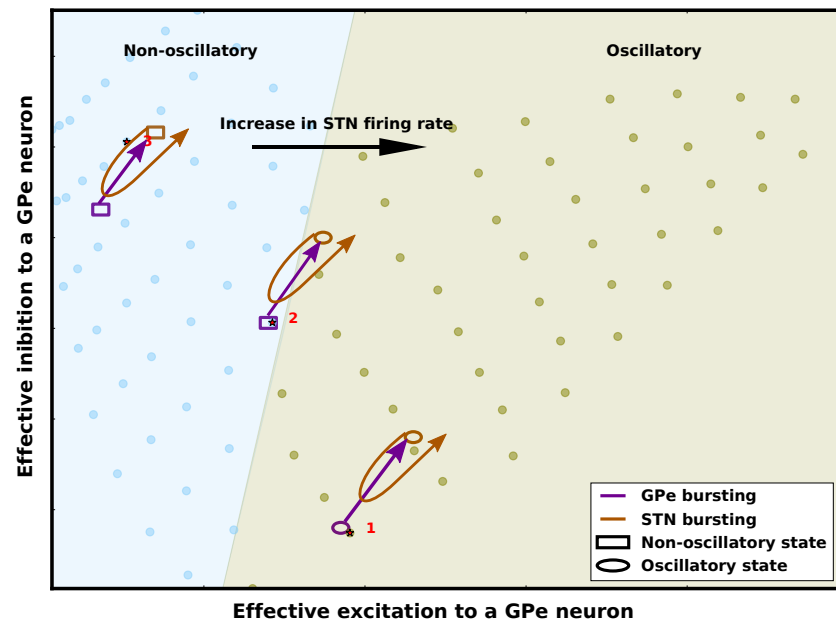 Non-oscillatory
Oscillatory
Increase in STN firing rate
3
2
1
Effective inibition to a GPe neuron
GPe bursting
STN bursting
Non-oscillatory state
Oscillatory state
Effective excitation to a GPe neuron